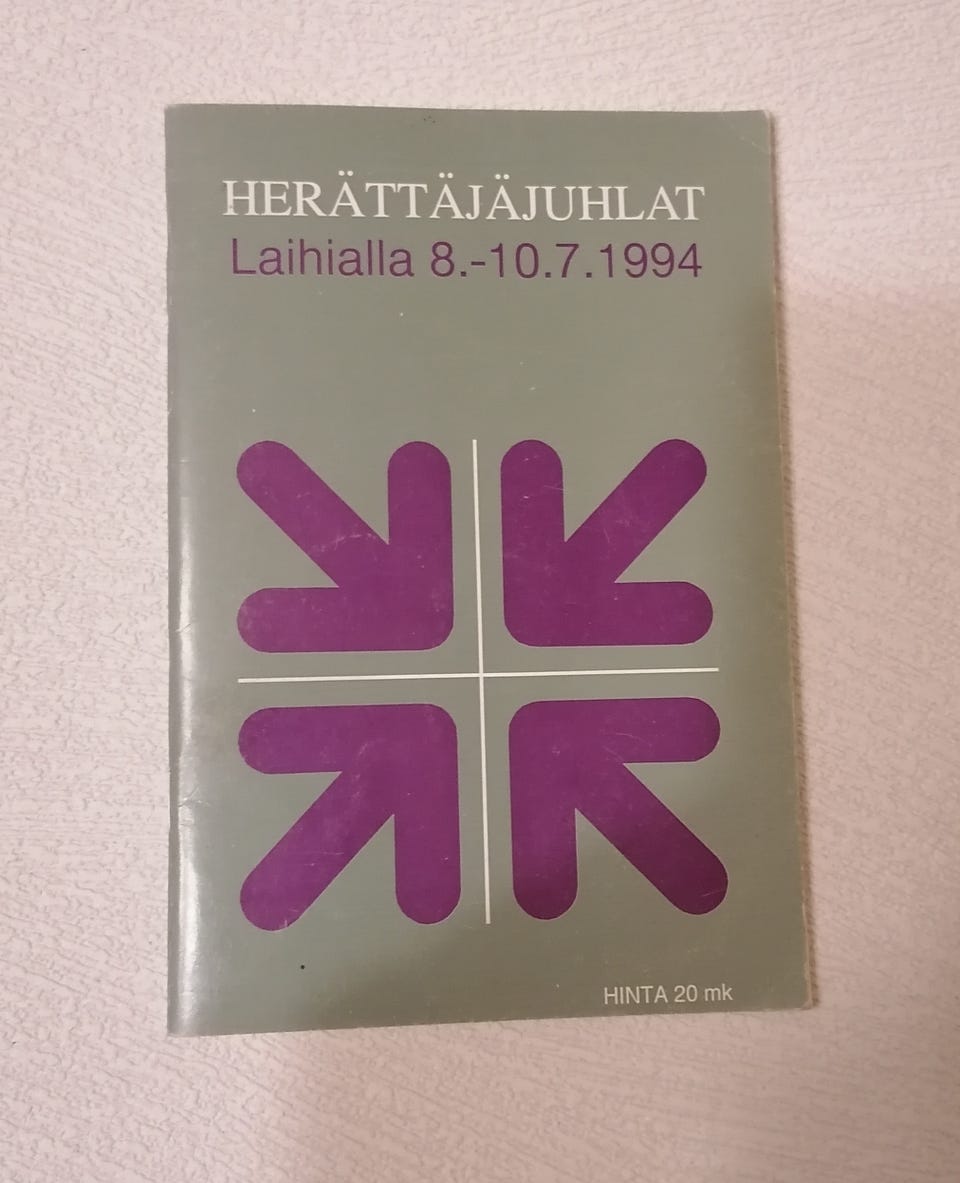 HERÄTTÄJÄJUHLAT
Laihialla 8.-10.7.1994
HINTA 20 mk